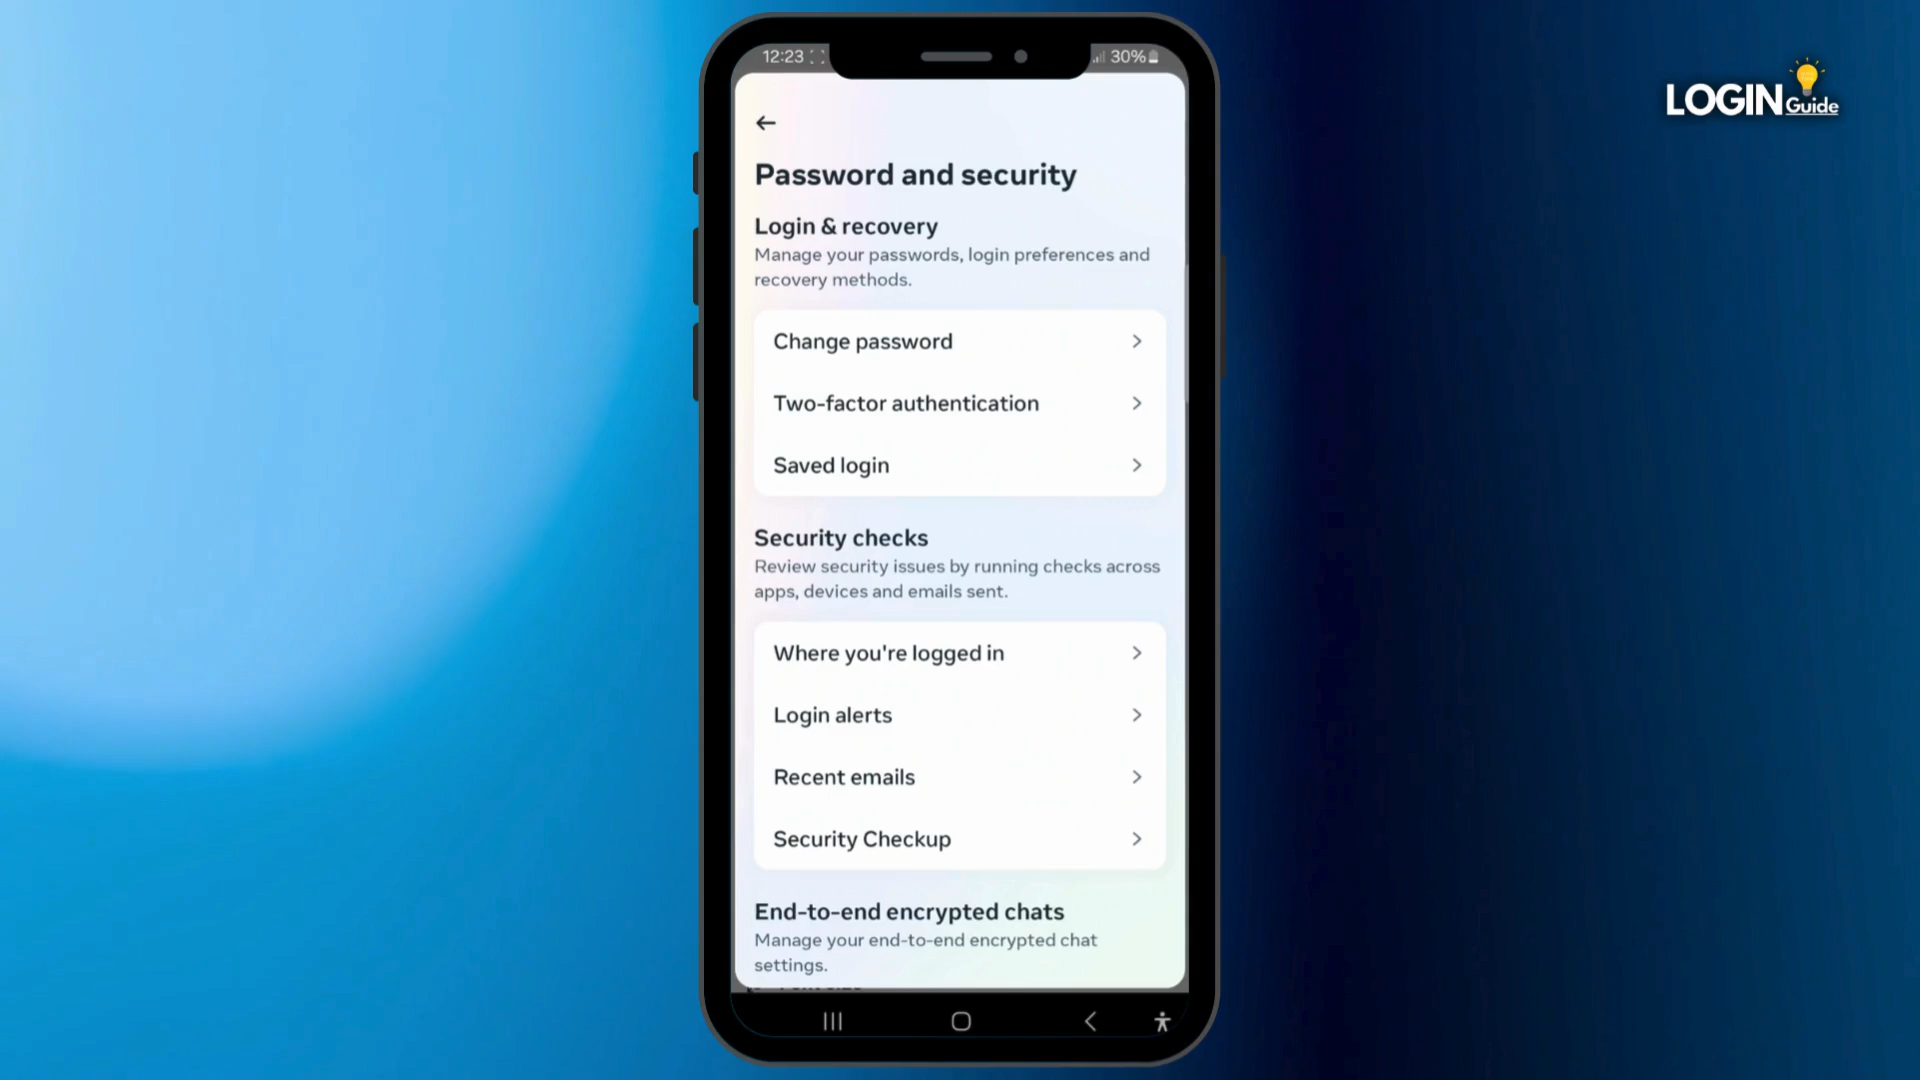 12:23
30%
LOGIN Guide
Password and security
Login & recovery
Manage your passwords, login preferences and
recovery methods.
Change password
Two-factor authentication
Saved login
Security checks
Review security issues by running checks across
apps, devices and emails sent.
Where you're logged in
Login alerts
Recent emails
Security Checkup
End-to-end encrypted chats
Manage your end-to-end encrypted chat
settings.